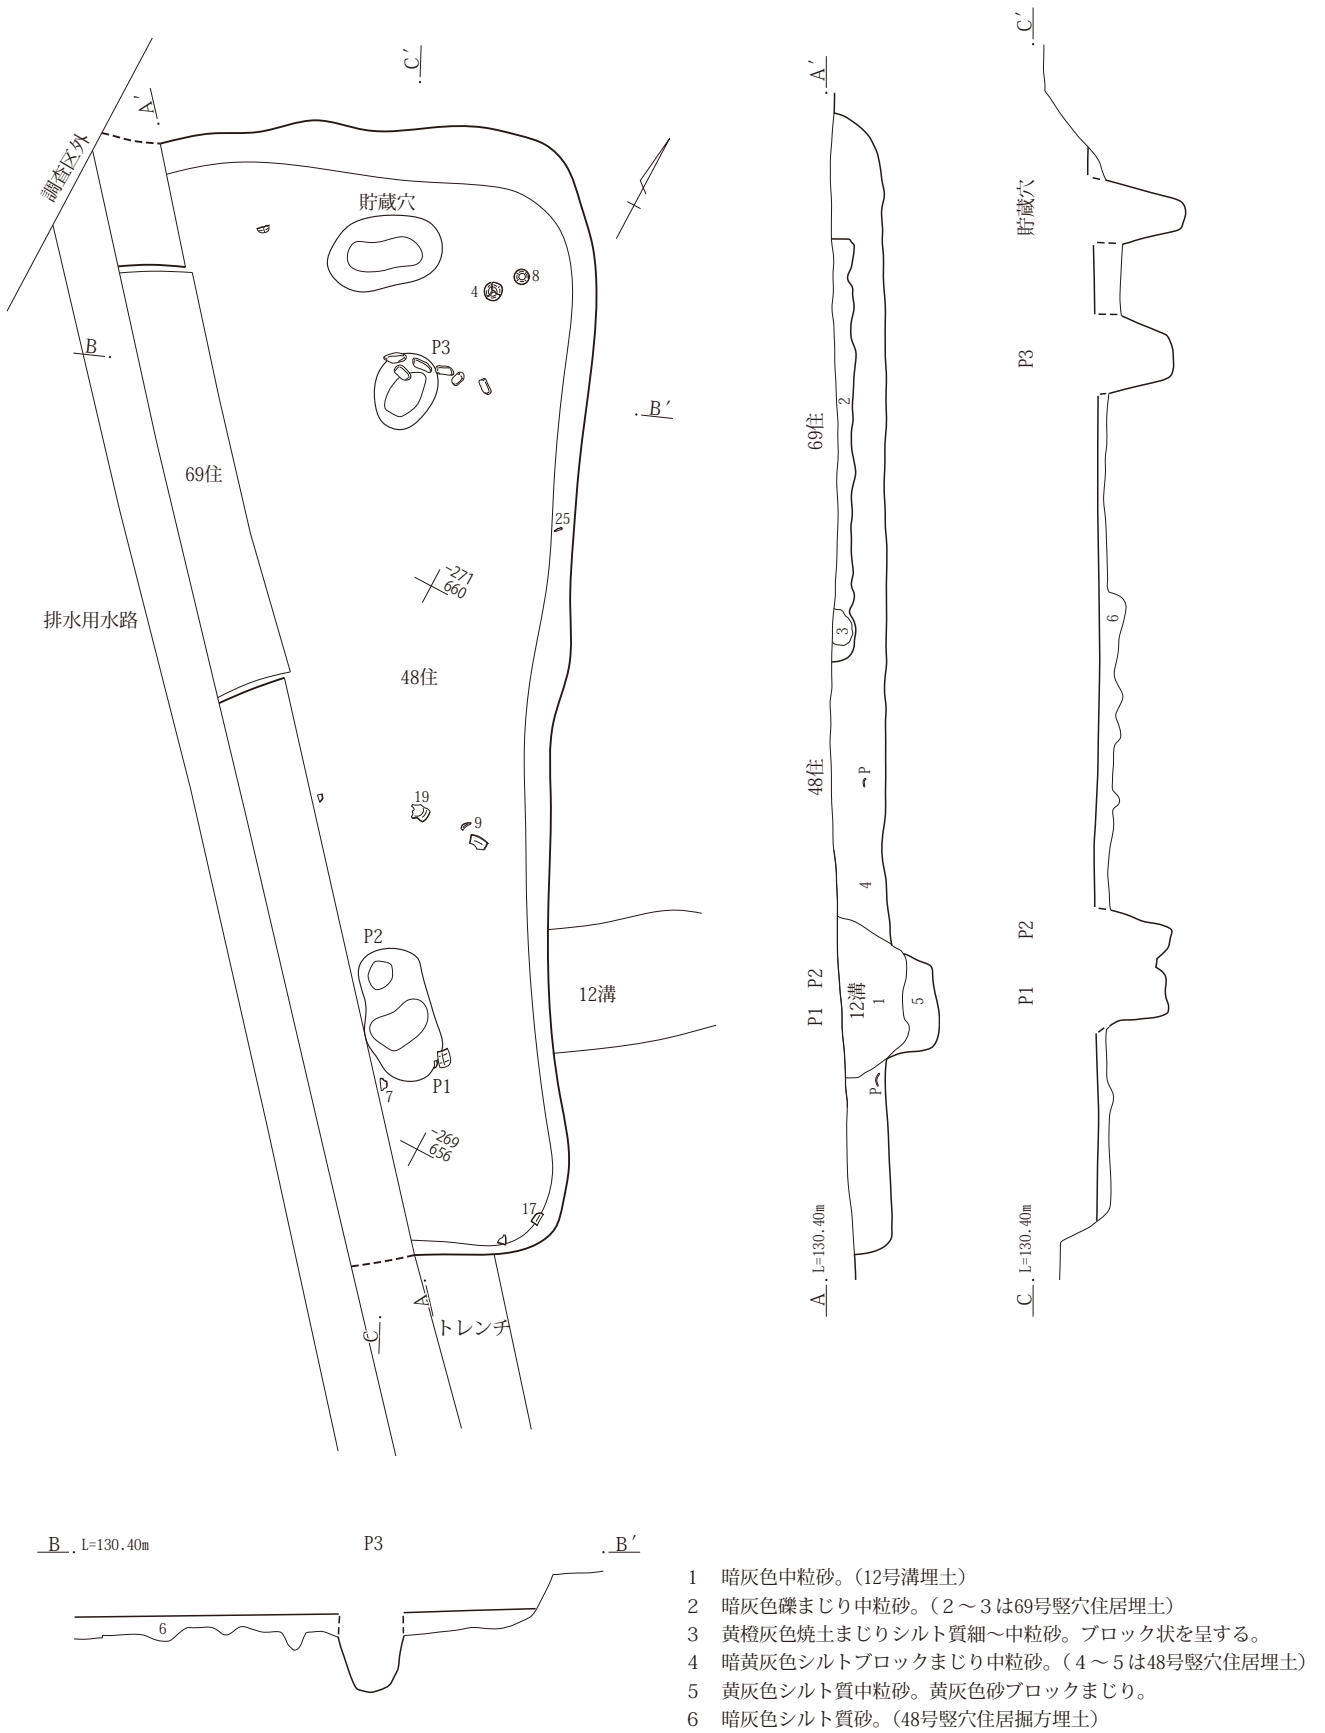 C′
A′
調査区外
貯蔵穴
4
8
B
P3
B′
69住
25
-271
660
排水用水路
48住
19
9
P2
12溝
7
P1
-269
656
17
A
C
トレンチ
A′
69住
2
3
48住
P
4
P1 P2
12溝
1
5
P
A L=130.40m
C′
貯蔵穴
P3
6
P2
P1
C L=130.40m
B L=130.40m
P3
B′
6
1 暗灰色中粒砂。（12号溝埋土）
2 暗灰色礫まじり中粒砂。（２～３は69号竪穴住居埋土）
3 黄橙灰色焼土まじりシルト質細～中粒砂。ブロック状を呈する。
4 暗黄灰色シルトブロックまじり中粒砂。（４～５は48号竪穴住居埋土）
5 黄灰色シルト質中粒砂。黄灰色砂ブロックまじり。
6 暗灰色シルト質砂。（48号竪穴住居掘方埋土）